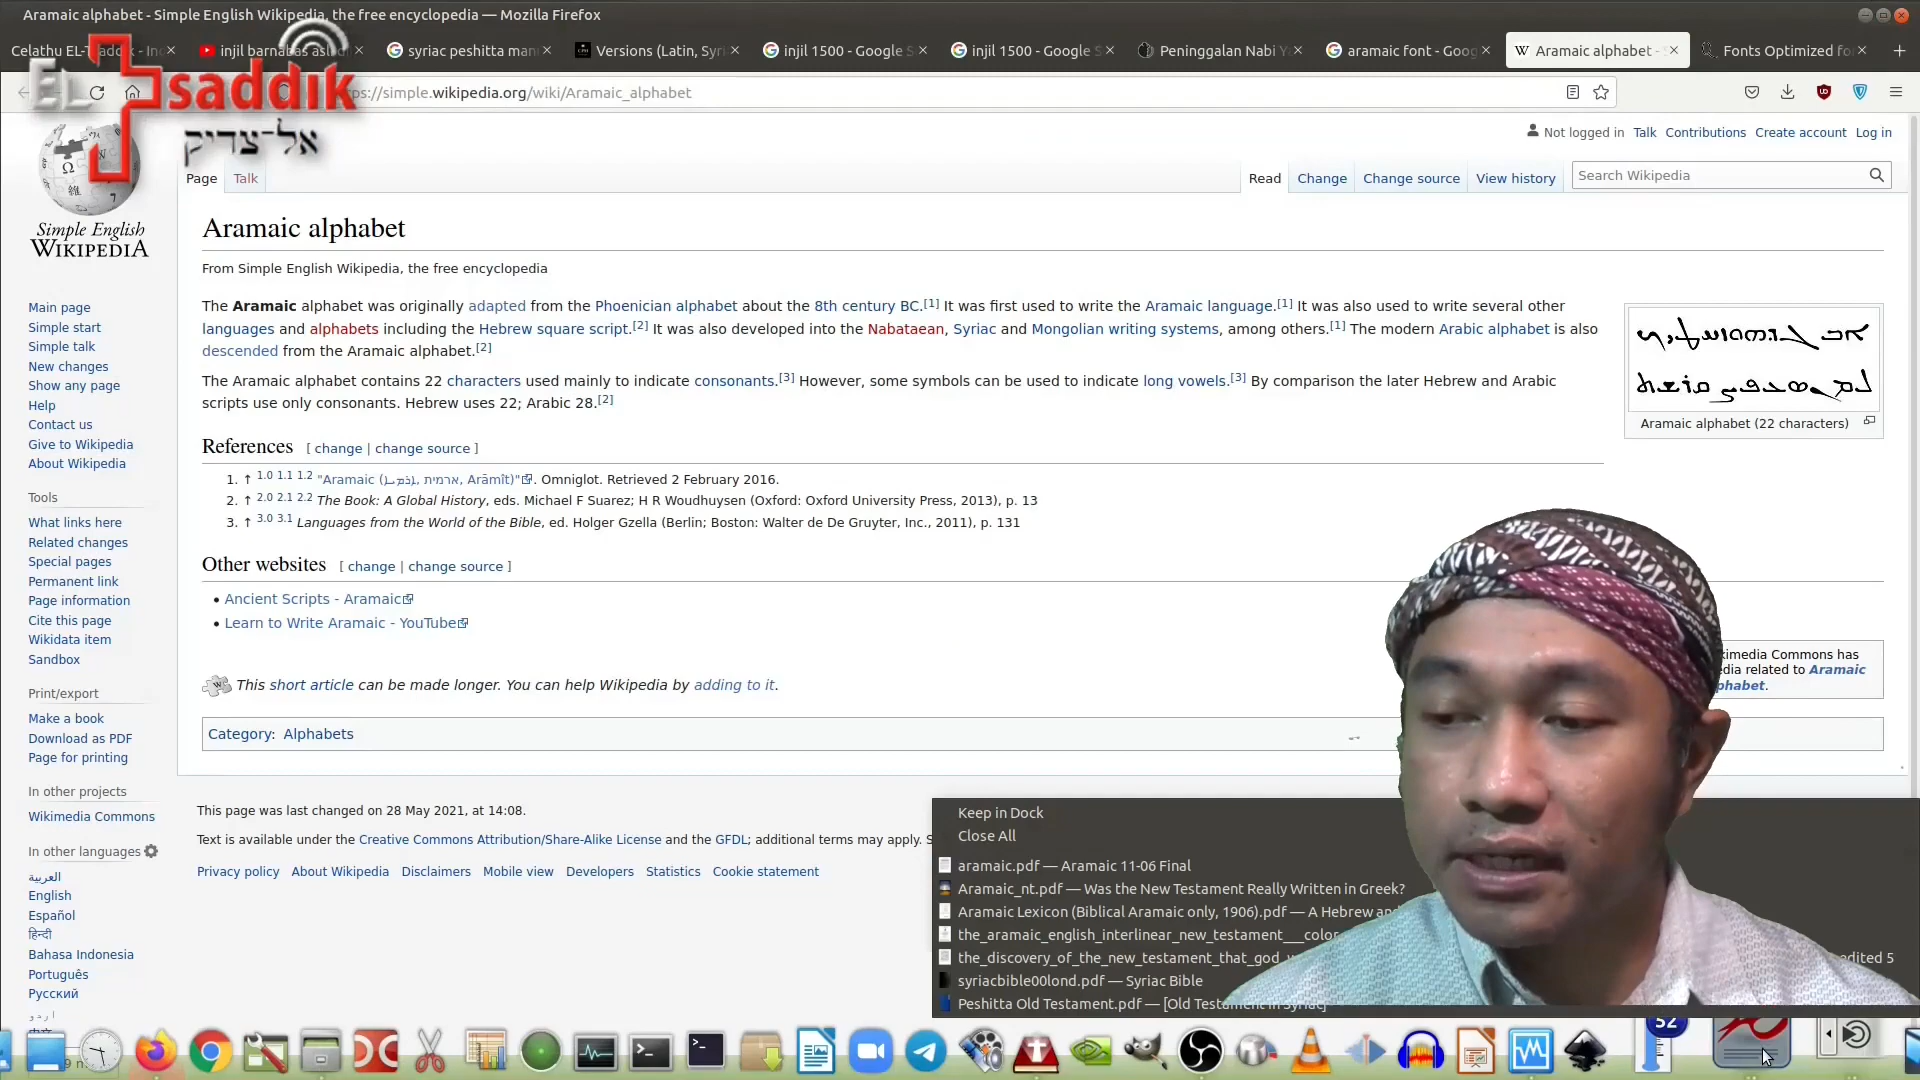 Aramaic alphabet - Simple English Wikipedia, the free encyclopedia — Mozilla Firefox
Celathu EL-Tsaddik - In
injil barnabas asli di
syriac peshitta man
Versions (Latin, Syri
injil 1500 - Google S
injil 1500 - Google S
Peninggalan Nabi Y
aramaic font - Goog
Aramaic alphabet - S
Fonts Optimized fo
EL-saddik
אל־צדיק
ps://simple.wikipedia.org/wiki/Aramaic_alphabet
Not logged in Talk Contributions Create account Log in
Page Talk
Read Change Change source View history
Search Wikipedia
Simple English
WIKIPEDIA
Aramaic alphabet
From Simple English Wikipedia, the free encyclopedia
The Aramaic alphabet was originally adapted from the Phoenician alphabet about the 8th century BC.[1] It was first used to write the Aramaic language.[1] It was also used to write several other
languages and alphabets including the Hebrew square script.[2] It was also developed into the Nabataean, Syriac and Mongolian writing systems, among others.[1] The modern Arabic alphabet is also
descended from the Aramaic alphabet.[2]
The Aramaic alphabet contains 22 characters used mainly to indicate consonants.[3] However, some symbols can be used to indicate long vowels.[3] By comparison the later Hebrew and Arabic
scripts use only consonants. Hebrew uses 22; Arabic 28.[2]
Aramaic alphabet (22 characters)
References [ change | change source ]
1. ↑ 1.0 1.1 1.2 "Aramaic (ארמית, Arāmît)". Omniglot. Retrieved 2 February 2016.
2. ↑ 2.0 2.1 2.2 The Book: A Global History, eds. Michael F Suarez; H R Woudhuysen (Oxford: Oxford University Press, 2013), p. 13
3. ↑ 3.0 3.1 Languages from the World of the Bible, ed. Holger Gzella (Berlin; Boston: Walter de De Gruyter, Inc., 2011), p. 131
Other websites [ change | change source ]
• Ancient Scripts - Aramaic
• Learn to Write Aramaic - YouTube
kimedia Commons has
dia related to Aramaic
phabet.
This short article can be made longer. You can help Wikipedia by adding to it.
Category: Alphabets
Main page
Simple start
Simple talk
New changes
Show any page
Help
Contact us
Give to Wikipedia
About Wikipedia
Tools
What links here
Related changes
Special pages
Permanent link
Page information
Cite this page
Wikidata item
Sandbox
Print/export
Make a book
Download as PDF
Page for printing
In other projects
Wikimedia Commons
In other languages
العربية
English
Español
हिन्दी
Bahasa Indonesia
Português
Русский
اردو
中文
This page was last changed on 28 May 2021, at 14:08.
Text is available under the Creative Commons Attribution/Share-Alike License and the GFDL; additional terms may apply. S
Privacy policy About Wikipedia Disclaimers Mobile view Developers Statistics Cookie statement
Keep in Dock
Close All
aramaic.pdf — Aramaic 11-06 Final
Aramaic_nt.pdf — Was the New Testament Really Written in Greek?
Aramaic Lexicon (Biblical Aramaic only, 1906).pdf — A Hebrew and
the_aramaic_english_interlinear_new_testament___color
the_discovery_of_the_new_testament_that_god_w edited 5
syriacbible00lond.pdf — Syriac Bible
Peshitta Old Testament.pdf — [Old Testament in Syriac]
52